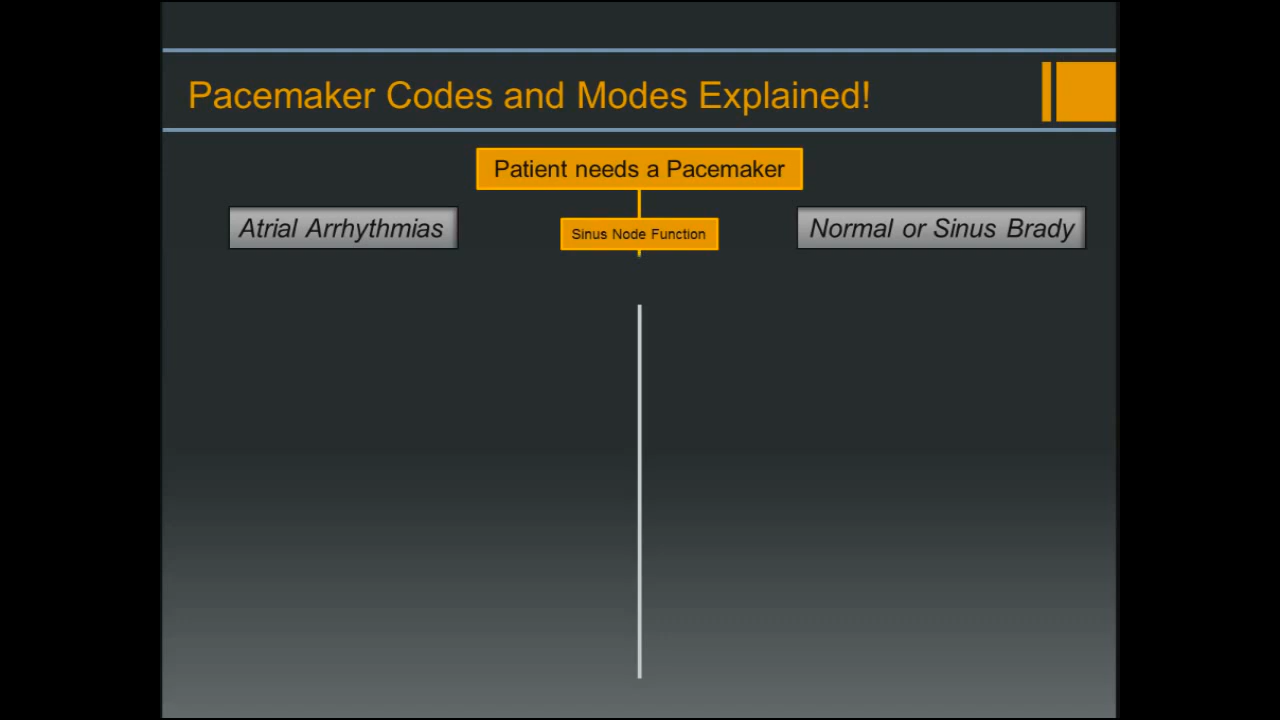 Pacemaker Codes and Modes Explained!
Patient needs a Pacemaker
Atrial Arrhythmias
Sinus Node Function
Normal or Sinus Brady